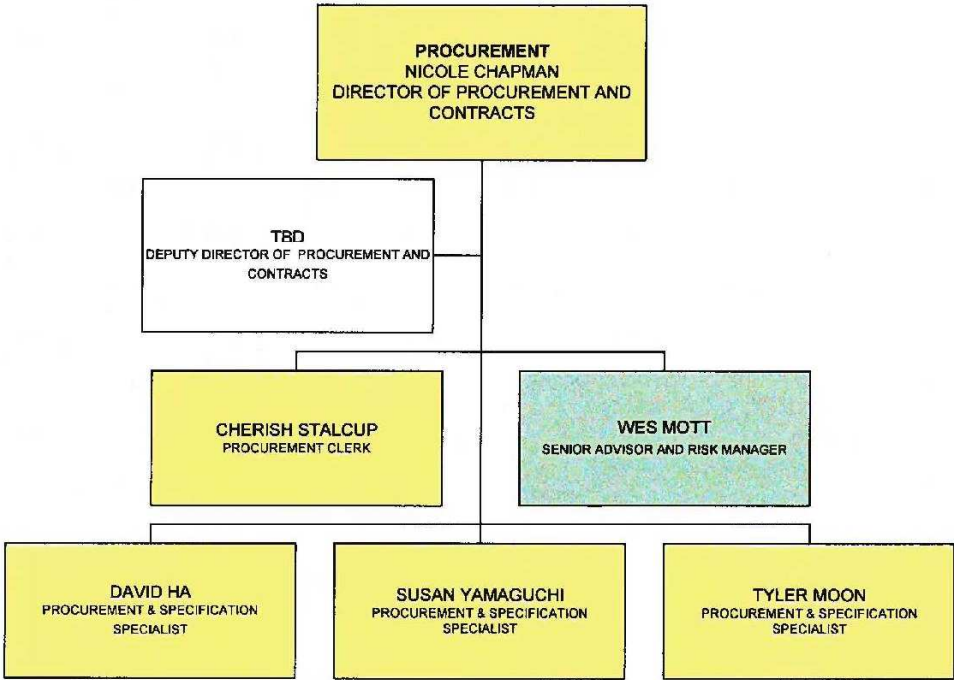 PROCUREMENT
NICOLE CHAPMAN
DIRECTOR OF PROCUREMENT AND
CONTRACTS
TBD
DEPUTY DIRECTOR OF PROCUREMENT AND
CONTRACTS
CHERISH STALCUP
PROCUREMENT CLERK
WES MOTT
SENIOR ADVISOR AND RISK MANAGER
DAVID HA
PROCUREMENT & SPECIFICATION
SPECIALIST
SUSAN YAMAGUCHI
PROCUREMENT & SPECIFICATION
SPECIALIST
TYLER MOON
PROCUREMENT & SPECIFICATION
SPECIALIST